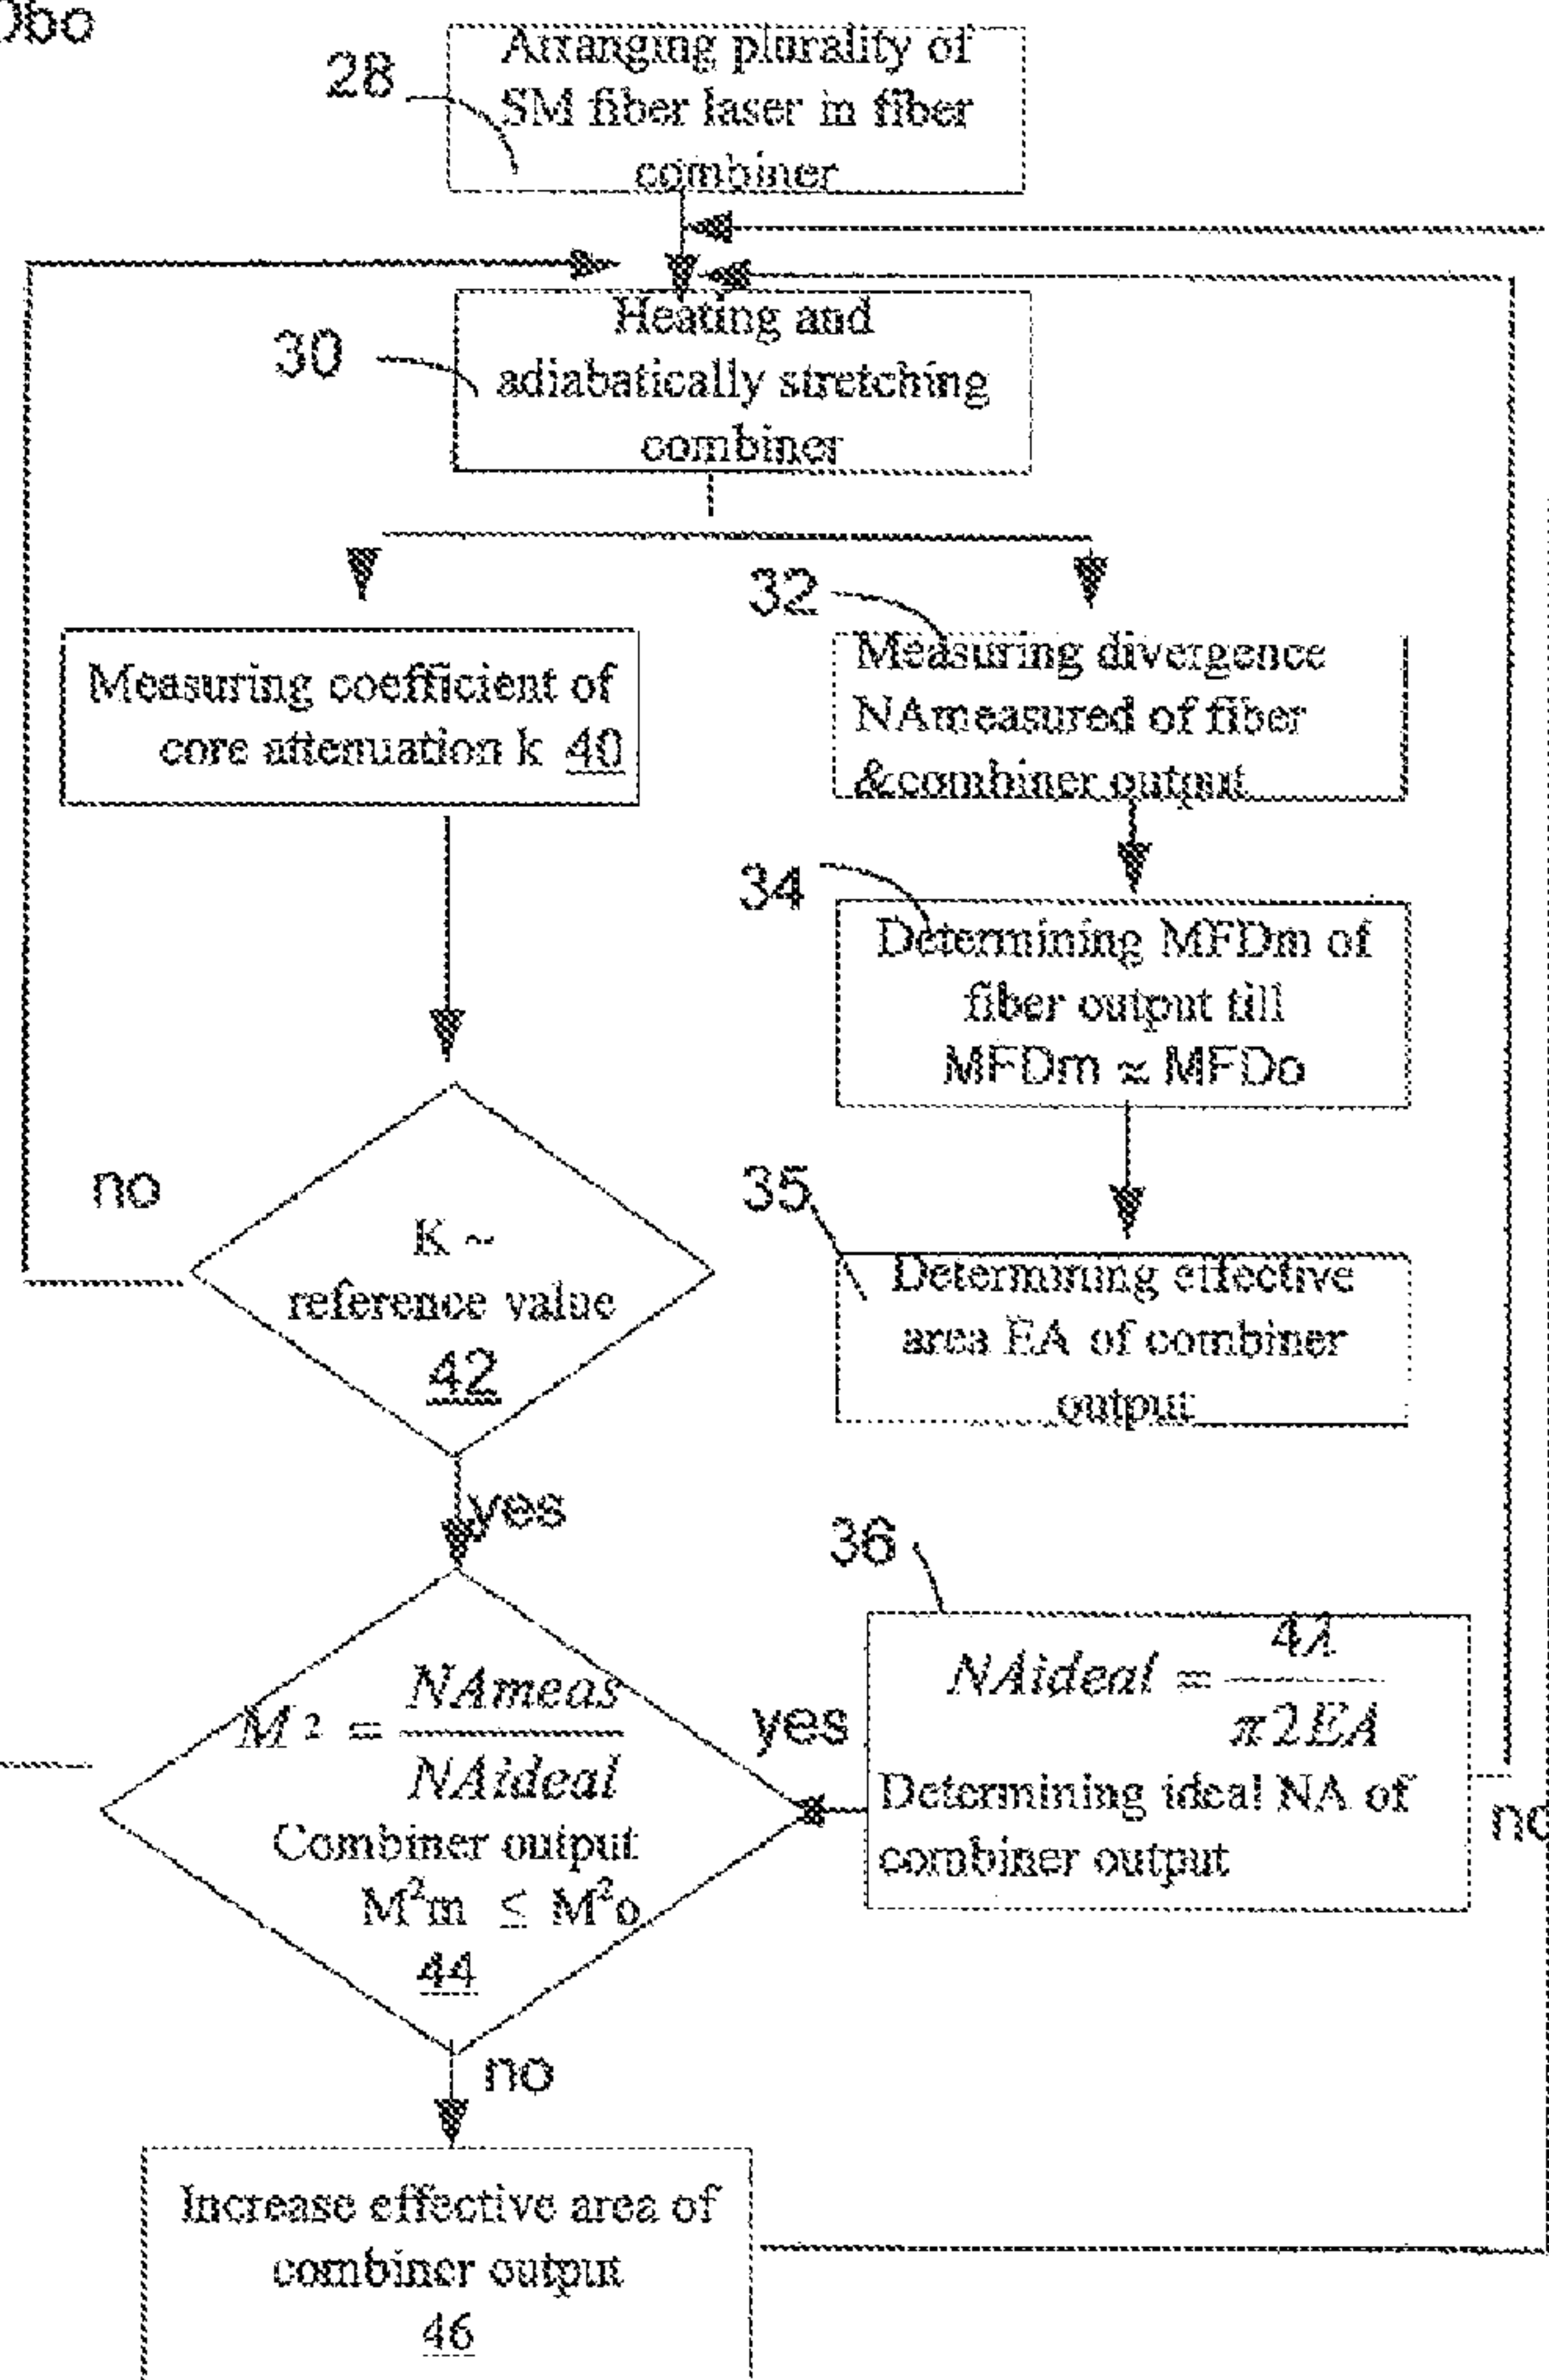 28
Arranging plurality of
SM fiber laser in fiber
combiner
30
Heating and
adiabatically stretching
combiner
Measuring coefficient of
core attenuation k 40
32
Measuring divergence
NAmeasured of fiber
&combiner output
34
Determining MFDm of
fiber output till
MFDm ≈ MFDo
35
Determining effective
area EA of combiner
output
no
K ~
reference value
42
yes
36
NAideal = 4λ / π2EA
Determining ideal NA of
combiner output
yes
no
M² = NAmeas / NAideal
Combiner output
M²m ≤ M²o
44
no
Increase effective area of
combiner output
46